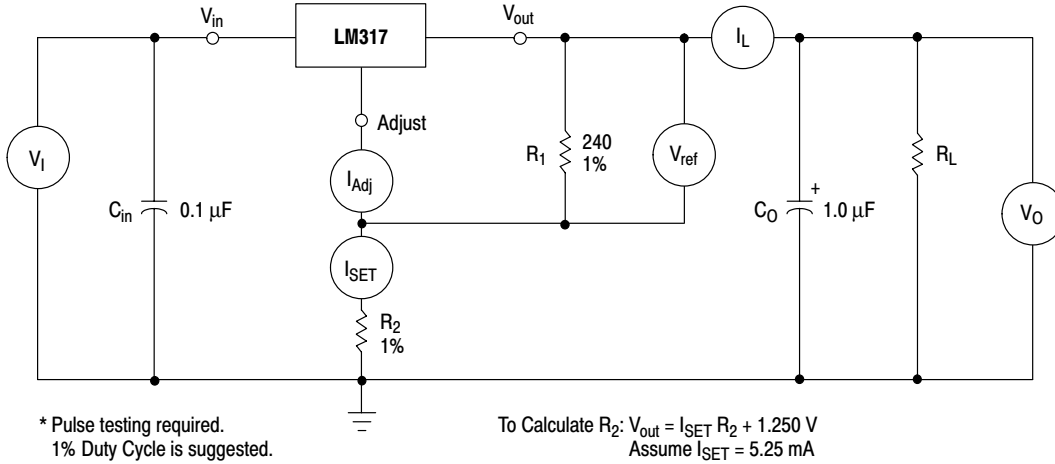 V_in
LM317
V_out
I_L
Adjust
V_I
C_in
0.1 μF
I_Adj
R_1
240
1%
V_ref
R_L
C_O
+
1.0 μF
V_O
I_SET
R_2
1%
* Pulse testing required.
1% Duty Cycle is suggested.
To Calculate R_2: V_out = I_SET R_2 + 1.250 V
Assume I_SET = 5.25 mA